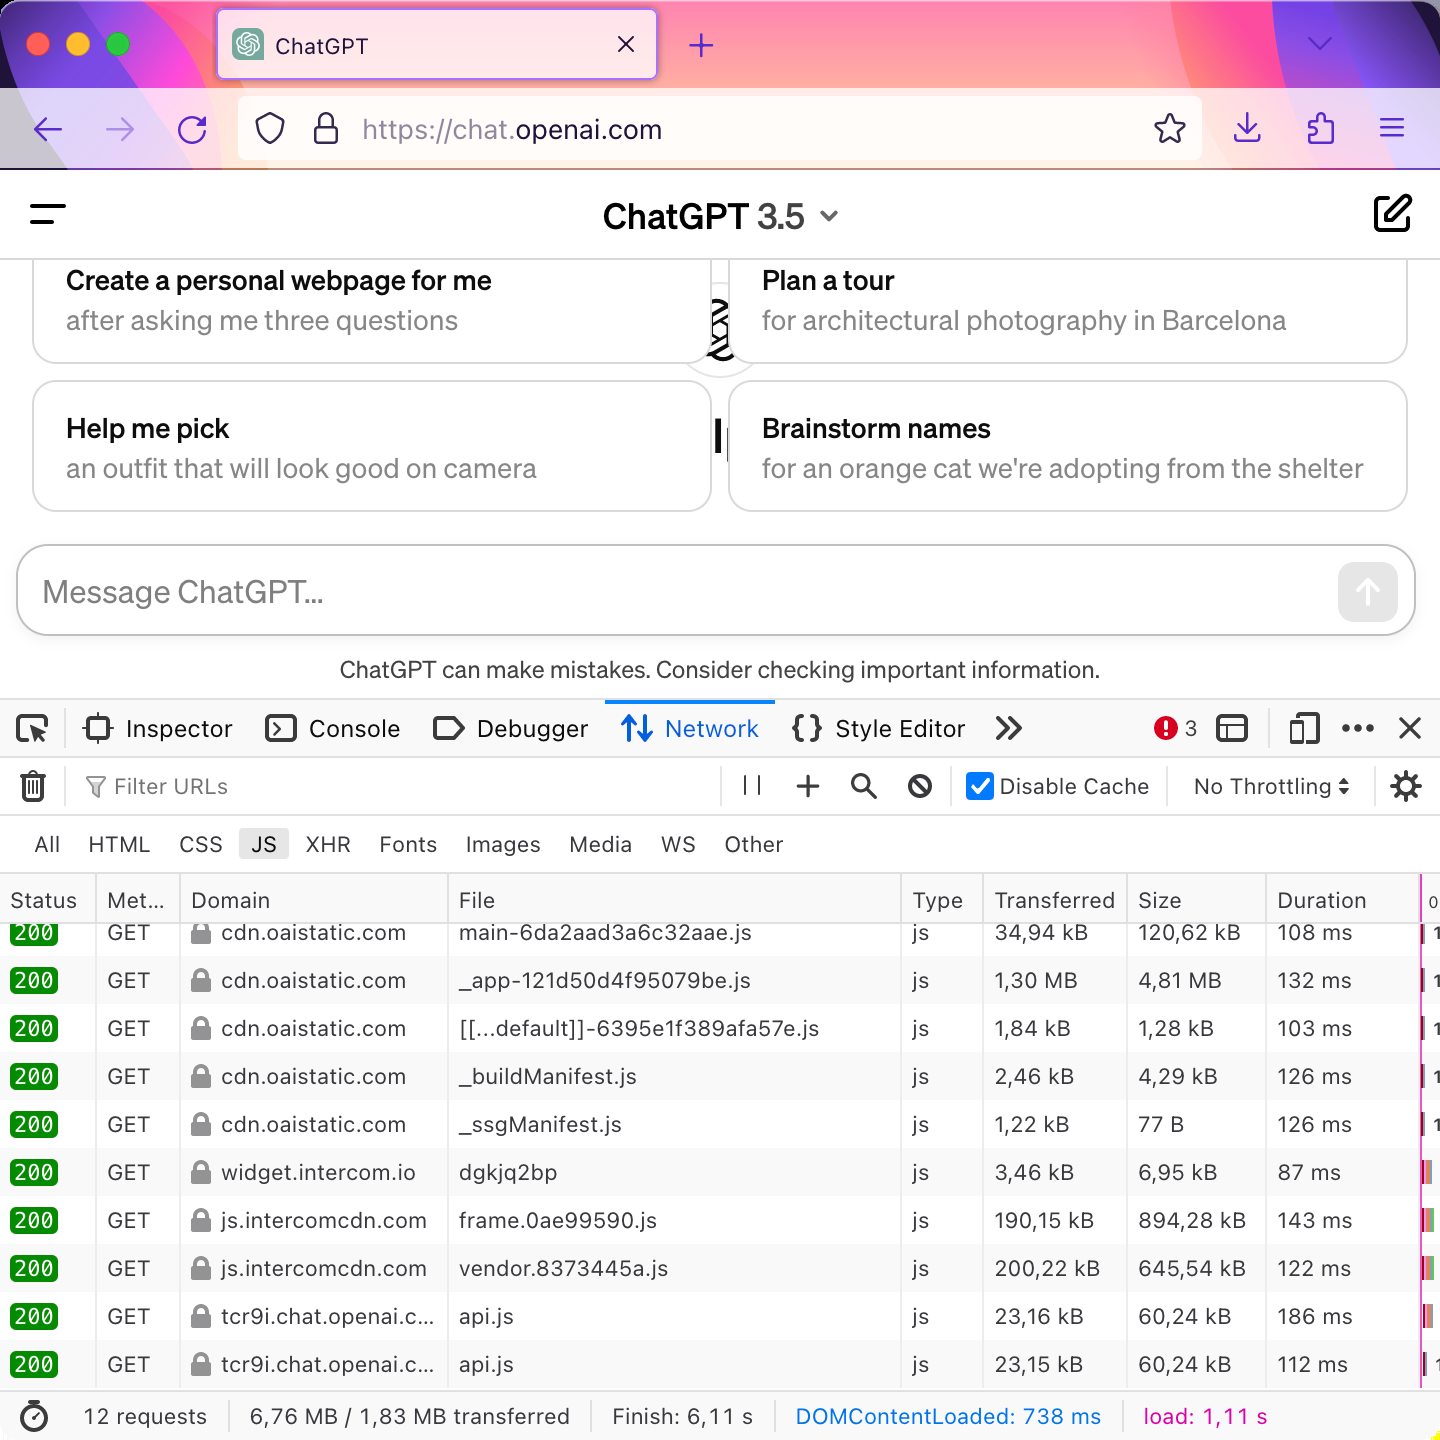 ChatGPT
https://chat.openai.com
ChatGPT 3.5
Create a personal webpage for me
after asking me three questions
Plan a tour
for architectural photography in Barcelona
Help me pick
an outfit that will look good on camera
Brainstorm names
for an orange cat we're adopting from the shelter
Message ChatGPT...
ChatGPT can make mistakes. Consider checking important information.
Inspector Console Debugger Network Style Editor 3
Filter URLs Disable Cache No Throttling
All HTML CSS JS XHR Fonts Images Media WS Other
Status Met... Domain File Type Transferred Size Duration 0
200 GET cdn.oaistatic.com main-6da2aad3a6c32aae.js js 34,94 kB 120,62 kB 108 ms
200 GET cdn.oaistatic.com _app-121d50d4f95079be.js js 1,30 MB 4,81 MB 132 ms
200 GET cdn.oaistatic.com [[...default]]-6395e1f389afa57e.js js 1,84 kB 1,28 kB 103 ms
200 GET cdn.oaistatic.com _buildManifest.js js 2,46 kB 4,29 kB 126 ms
200 GET cdn.oaistatic.com _ssgManifest.js js 1,22 kB 77 B 126 ms
200 GET widget.intercom.io dgkjq2bp js 3,46 kB 6,95 kB 87 ms
200 GET js.intercomcdn.com frame.0ae99590.js js 190,15 kB 894,28 kB 143 ms
200 GET js.intercomcdn.com vendor.8373445a.js js 200,22 kB 645,54 kB 122 ms
200 GET tcr9i.chat.openai.c... api.js js 23,16 kB 60,24 kB 186 ms
200 GET tcr9i.chat.openai.c... api.js js 23,15 kB 60,24 kB 112 ms
12 requests 6,76 MB / 1,83 MB transferred Finish: 6,11 s DOMContentLoaded: 738 ms load: 1,11 s